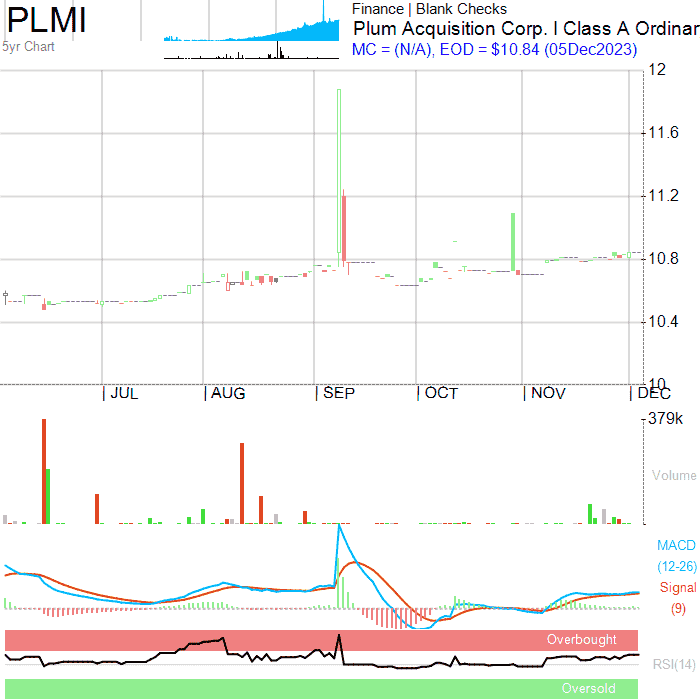 PLMI
5yr Chart
Finance | Blank Checks
Plum Acquisition Corp. I Class A Ordinar
MC = (N/A), EOD = $10.84 (05Dec2023)
12
11.6
11.2
10.8
10.4
10
JUL AUG SEP OCT NOV DEC
379k
Volume
MACD
(12-26)
Signal
(9)
Overbought
RSI(14)
Oversold